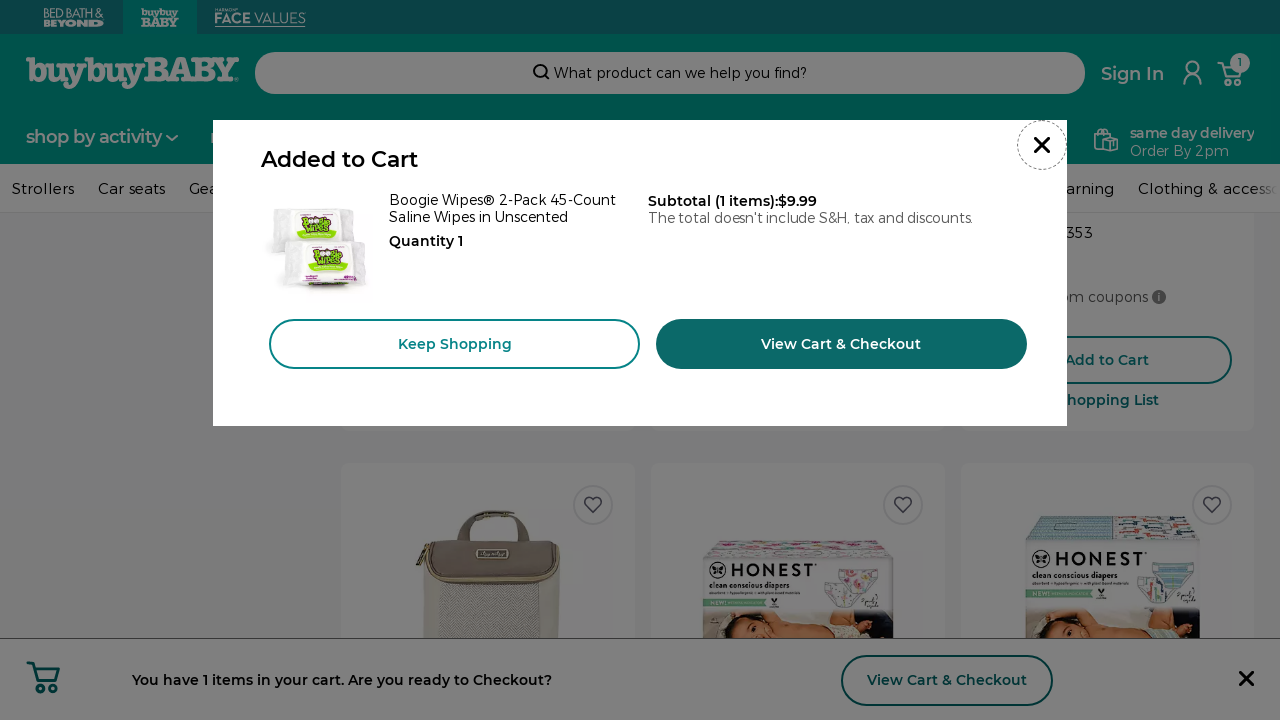 BED BATH &
BEYOND
buybuy
BABY
HARMON
FACE VALUES
buybuyBABY
What product can we help you find?
Sign In
1
shop by activity
same day delivery
Order By 2pm
Strollers
Car seats
Clothing & access
Added to Cart
Boogie Wipes® 2-Pack 45-Count
Saline Wipes in Unscented
Quantity 1
Subtotal (1 items):$9.99
The total doesn't include S&H, tax and discounts.
Keep Shopping
View Cart & Checkout
353
coupons
Add to Cart
Shopping List
HONEST
clean conscious diapers
NEW!
HONEST
clean conscious diapers
NEW!
You have 1 items in your cart. Are you ready to Checkout?
View Cart & Checkout